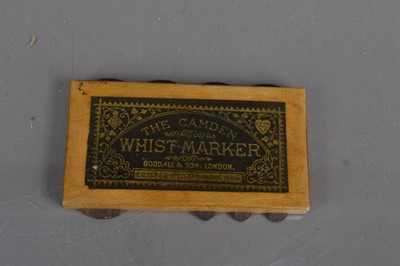 THE CAMDEN
WHIST MARKER
GOODALL & SON, LONDON.